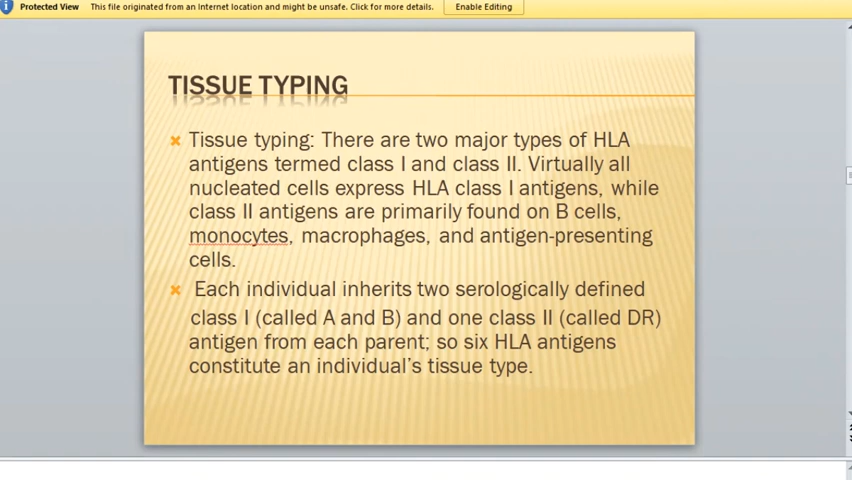 Protected View This file originated from an Internet location and might be unsafe. Click for more details. Enable Editing
TISSUE TYPING
Tissue typing: There are two major types of HLA
antigens termed class I and class II. Virtually all
nucleated cells express HLA class I antigens, while
class II antigens are primarily found on B cells,
monocytes, macrophages, and antigen-presenting
cells.
Each individual inherits two serologically defined
class I (called A and B) and one class II (called DR)
antigen from each parent; so six HLA antigens
constitute an individual’s tissue type.